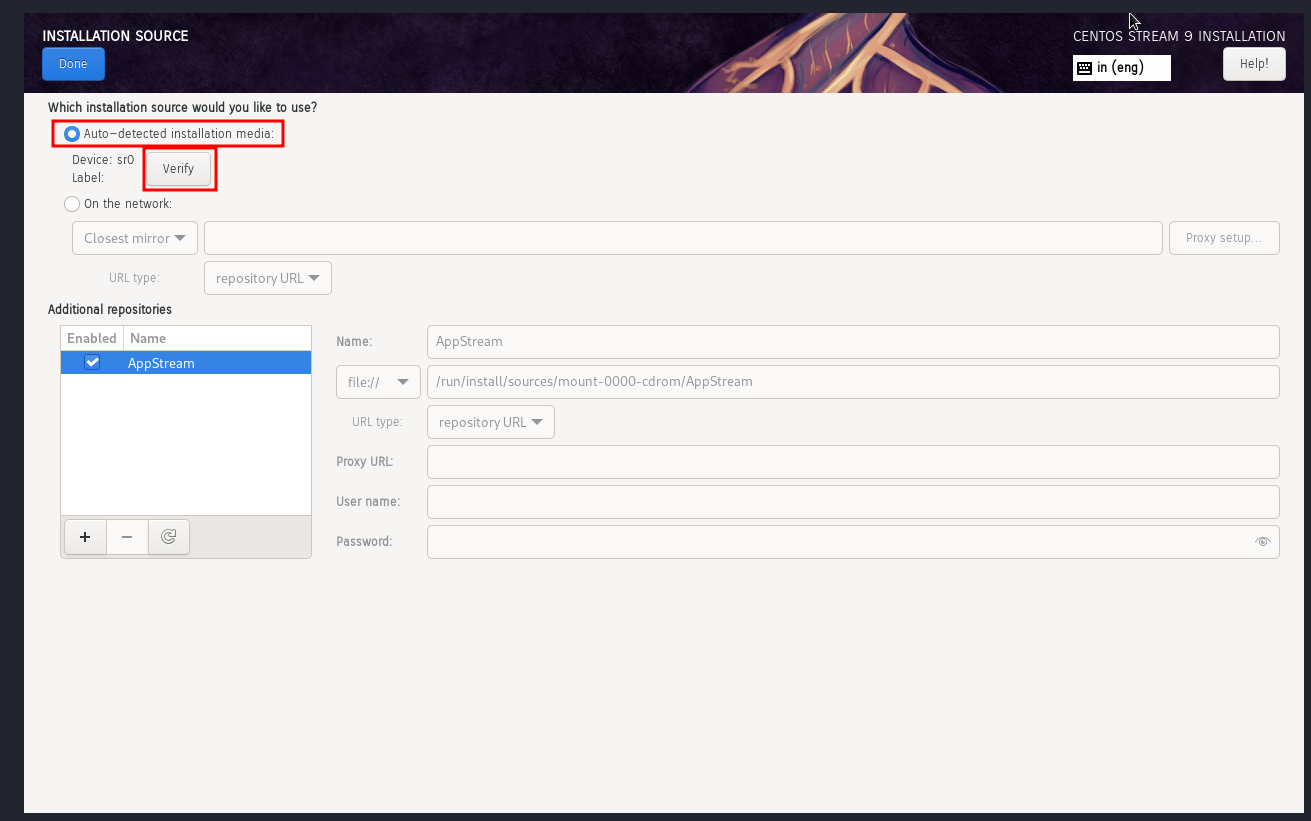 INSTALLATION SOURCE
CENTOS STREAM 9 INSTALLATION
Done
in (eng)
Help!
Which installation source would you like to use?
Auto-detected installation media:
Device: sr0
Label:
Verify
On the network:
Closest mirror
Proxy setup...
URL type:
repository URL
Additional repositories
Enabled Name
AppStream
Name: AppStream
file:// /run/install/sources/mount-0000-cdrom/AppStream
URL type: repository URL
Proxy URL:
User name:
Password: